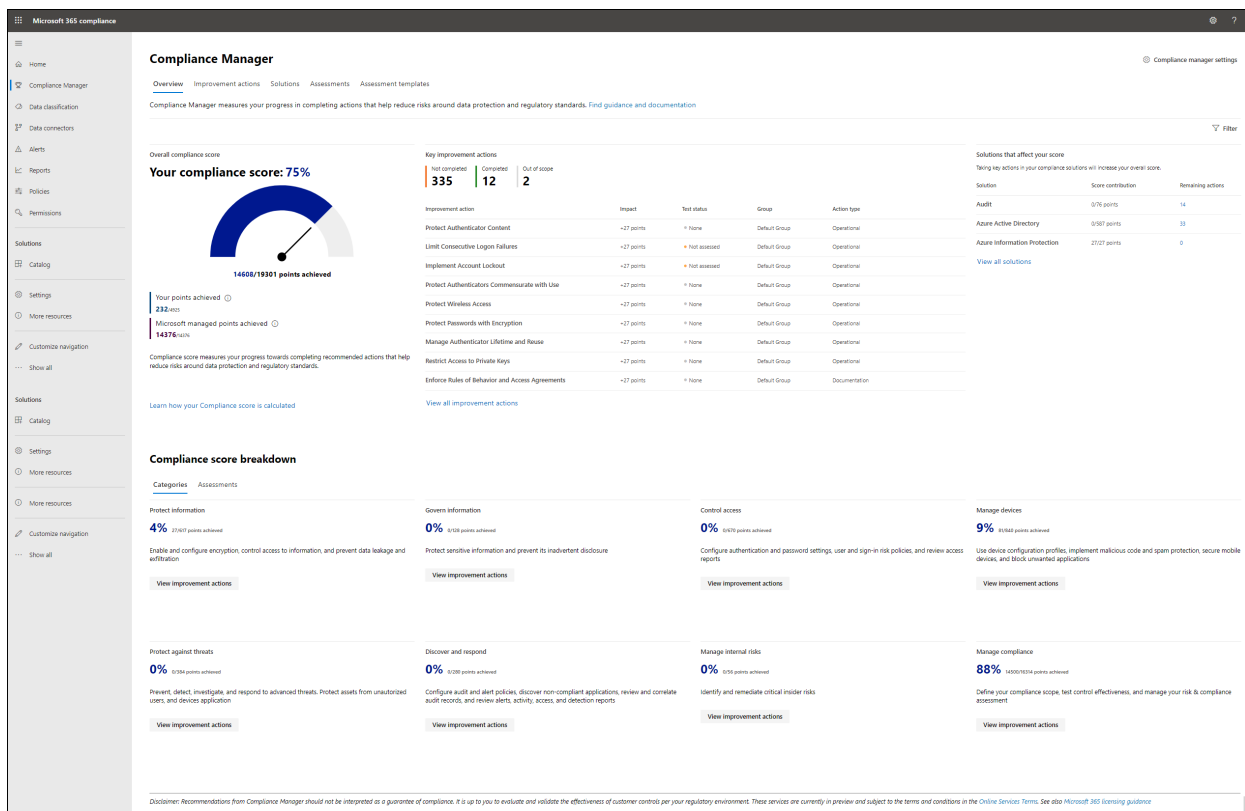 Microsoft 365 compliance
?
Home
Compliance Manager
Data classification
Data connectors
Alerts
Reports
Policies
Permissions
Solutions
Catalog
Settings
More resources
Customize navigation
Show all
Solutions
Catalog
Settings
More resources
More resources
Customize navigation
Show all
Compliance Manager
Compliance manager settings
Overview Improvement actions Solutions Assessments Assessment templates
Compliance Manager measures your progress in completing actions that help reduce risks around data protection and regulatory standards. Find guidance and documentation
Filter
Overall compliance score
Your compliance score: 75%
14608/19301 points achieved
Your points achieved
232/4925
Microsoft managed points achieved
14376/14376
Compliance score measures your progress towards completing recommended actions that help
reduce risks around data protection and regulatory standards.
Learn how your Compliance score is calculated
Key improvement actions
Not completed Completed Out of scope
335 12 2
Improvement action Impact Test status Group Action type
Protect Authenticator Content +27 points None Default Group Operational
Limit Consecutive Logon Failures +27 points Not assessed Default Group Operational
Implement Account Lockout +27 points Not assessed Default Group Operational
Protect Authenticators Commensurate with Use +27 points None Default Group Operational
Protect Wireless Access +27 points None Default Group Operational
Protect Passwords with Encryption +27 points None Default Group Operational
Manage Authenticator Lifetime and Reuse +27 points None Default Group Operational
Restrict Access to Private Keys +27 points None Default Group Operational
Enforce Rules of Behavior and Access Agreements +27 points None Default Group Documentation
View all improvement actions
Solutions that affect your score
Taking key actions in your compliance solutions will increase your overall score.
Solution Score contribution Remaining actions
Audit 0/76 points 14
Azure Active Directory 0/587 points 33
Azure Information Protection 27/27 points 0
View all solutions
Compliance score breakdown
Categories Assessments
Protect information
4% 27/617 points achieved
Enable and configure encryption, control access to information, and prevent data leakage and
exfiltration
View improvement actions
Govern information
0% 0/128 points achieved
Protect sensitive information and prevent its inadvertent disclosure
View improvement actions
Control access
0% 0/670 points achieved
Configure authentication and password settings, user and sign-in risk policies, and review access
reports
View improvement actions
Manage devices
9% 81/840 points achieved
Use device configuration profiles, implement malicious code and spam protection, secure mobile
devices, and block unwanted applications
View improvement actions
Protect against threats
0% 0/384 points achieved
Prevent, detect, investigate, and respond to advanced threats. Protect assets from unautorized
users, and devices application
View improvement actions
Discover and respond
0% 0/289 points achieved
Configure audit and alert policies, discover non-compliant applications, review and correlate
audit records, and review alerts, activity, access, and detection reports
View improvement actions
Manage internal risks
0% 0/56 points achieved
Identify and remediate critical insider risks
View improvement actions
Manage compliance
88% 14500/16314 points achieved
Define your compliance scope, test control effectiveness, and manage your risk & compliance
assessment
View improvement actions
Disclaimer: Recommendations from Compliance Manager should not be interpreted as a guarantee of compliance. It is up to you to evaluate and validate the effectiveness of customer controls per your regulatory environment. These services are currently in preview and subject to the terms and conditions in the Online Services Terms. See also Microsoft 365 licensing guidance